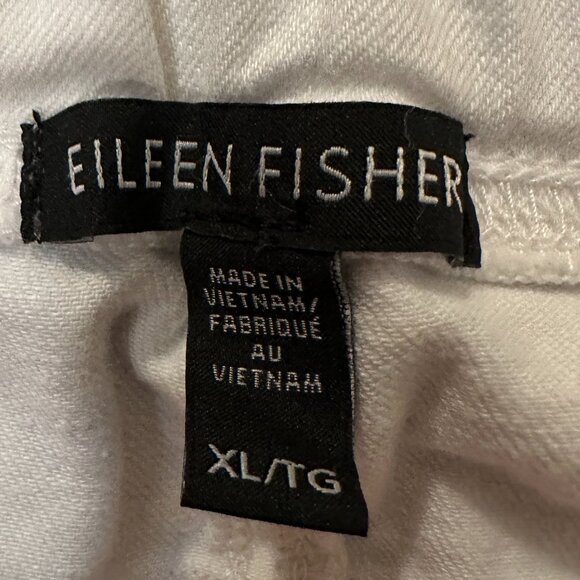 EILEEN FISHER
MADE IN
VIETNAM/
FABRIQUÉ
AU
VIETNAM
XL/TG